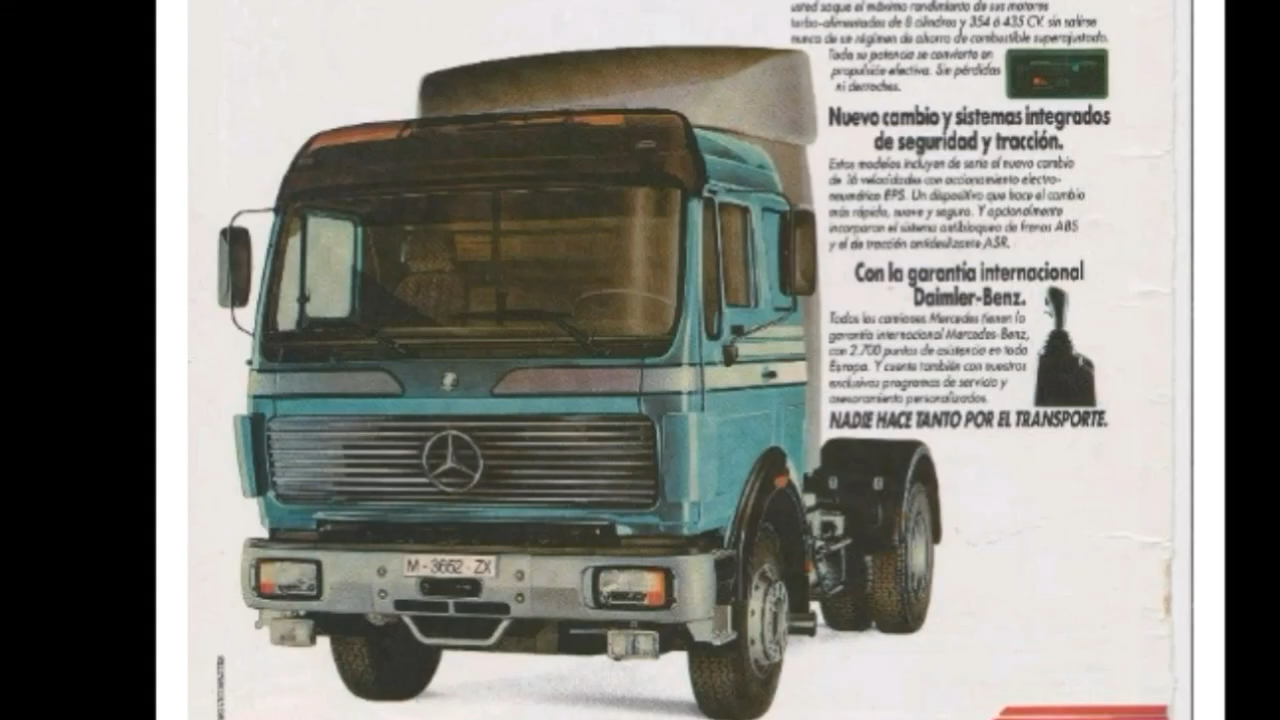 usted saque el máximo rendimiento de sus motores
turbo-alimentados de 8 cilindros y 354 ó 435 CV, sin salirse
nunca de su régimen de ahorro de combustible superajustado.
Toda su potencia se convierte en
propulsión efectiva. Sin pérdidas
ni derroches.
Nuevo cambio y sistemas integrados
de seguridad y tracción.
Estos modelos incluyen de serie el nuevo cambio
de 16 velocidades con accionamiento electro-
neumático EPS. Un dispositivo que hace el cambio
más rápido, suave y seguro. Y opcionalmente
incorporan el sistema antibloqueo de frenos ABS
y el de tracción antideslizante ASR.
Con la garantía internacional
Daimler-Benz.
Todos los camiones Mercedes tienen la
garantía internacional Mercedes-Benz,
con 2.700 puntos de asistencia en toda
Europa. Y cuenta también con nuestros
exclusivos programas de servicio y
asesoramiento personalizados.
NADIE HACE TANTO POR EL TRANSPORTE.
M-3652-ZX